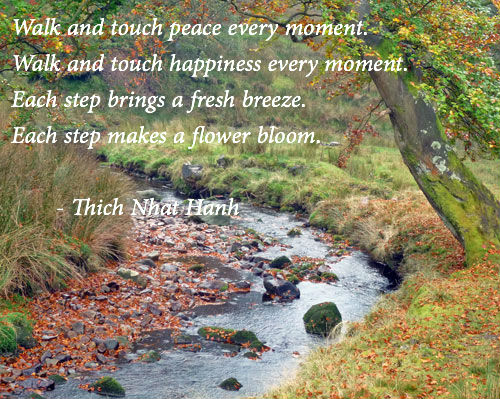 Walk and touch peace every moment.
Walk and touch happiness every moment.
Each step brings a fresh breeze.
Each step makes a flower bloom.
- Thich Nhat Hanh